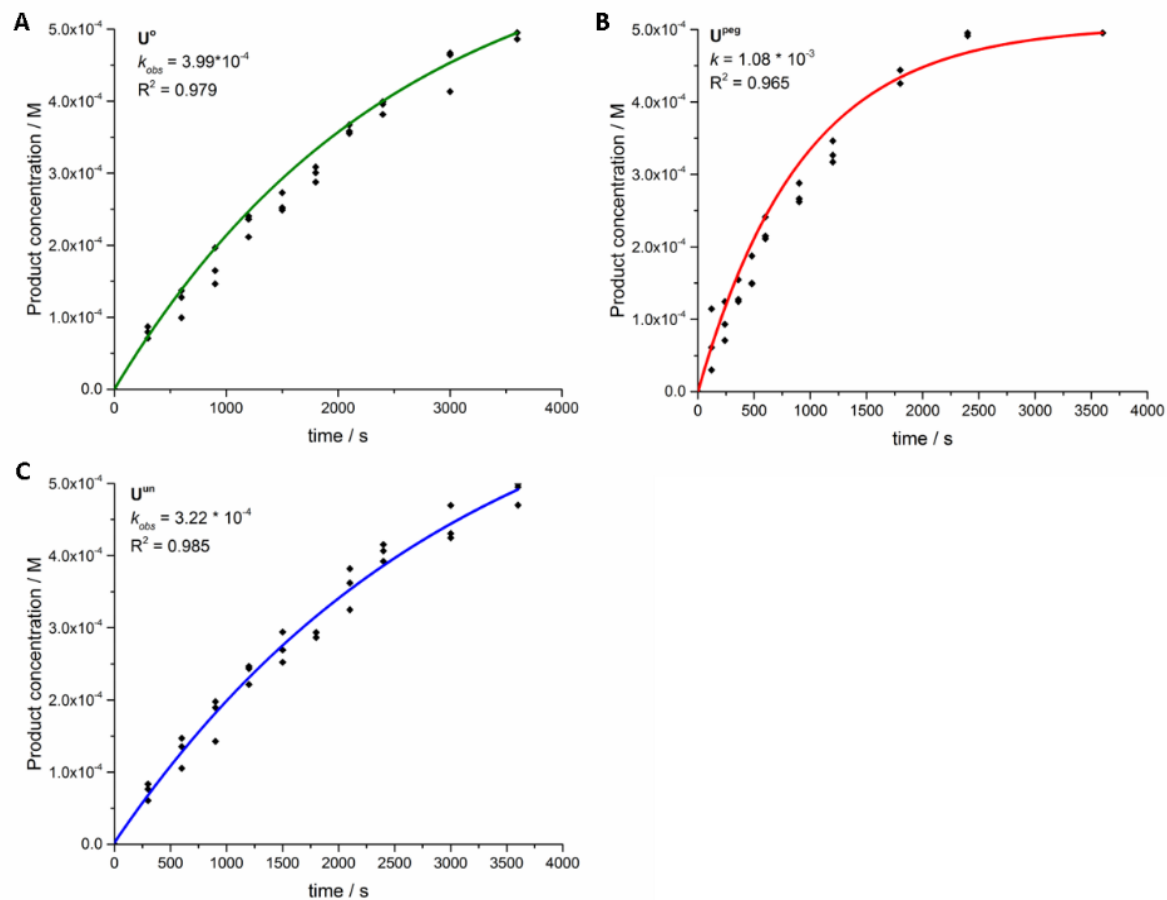 A
U°
k_obs = 3.99*10⁻⁴
R² = 0.979
Product concentration / M
5.0x10⁻⁴
4.0x10⁻⁴
3.0x10⁻⁴
2.0x10⁻⁴
1.0x10⁻⁴
0.0
0 1000 2000 3000 4000
time / s
B
U^peg
k = 1.08 * 10⁻³
R² = 0.965
Product concentration / M
5.0x10⁻⁴
4.0x10⁻⁴
3.0x10⁻⁴
2.0x10⁻⁴
1.0x10⁻⁴
0.0
0 500 1000 1500 2000 2500 3000 3500 4000
time / s
C
U^un
k_obs = 3.22 * 10⁻⁴
R² = 0.985
Product concentration / M
5.0x10⁻⁴
4.0x10⁻⁴
3.0x10⁻⁴
2.0x10⁻⁴
1.0x10⁻⁴
0.0
0 500 1000 1500 2000 2500 3000 3500 4000
time / s